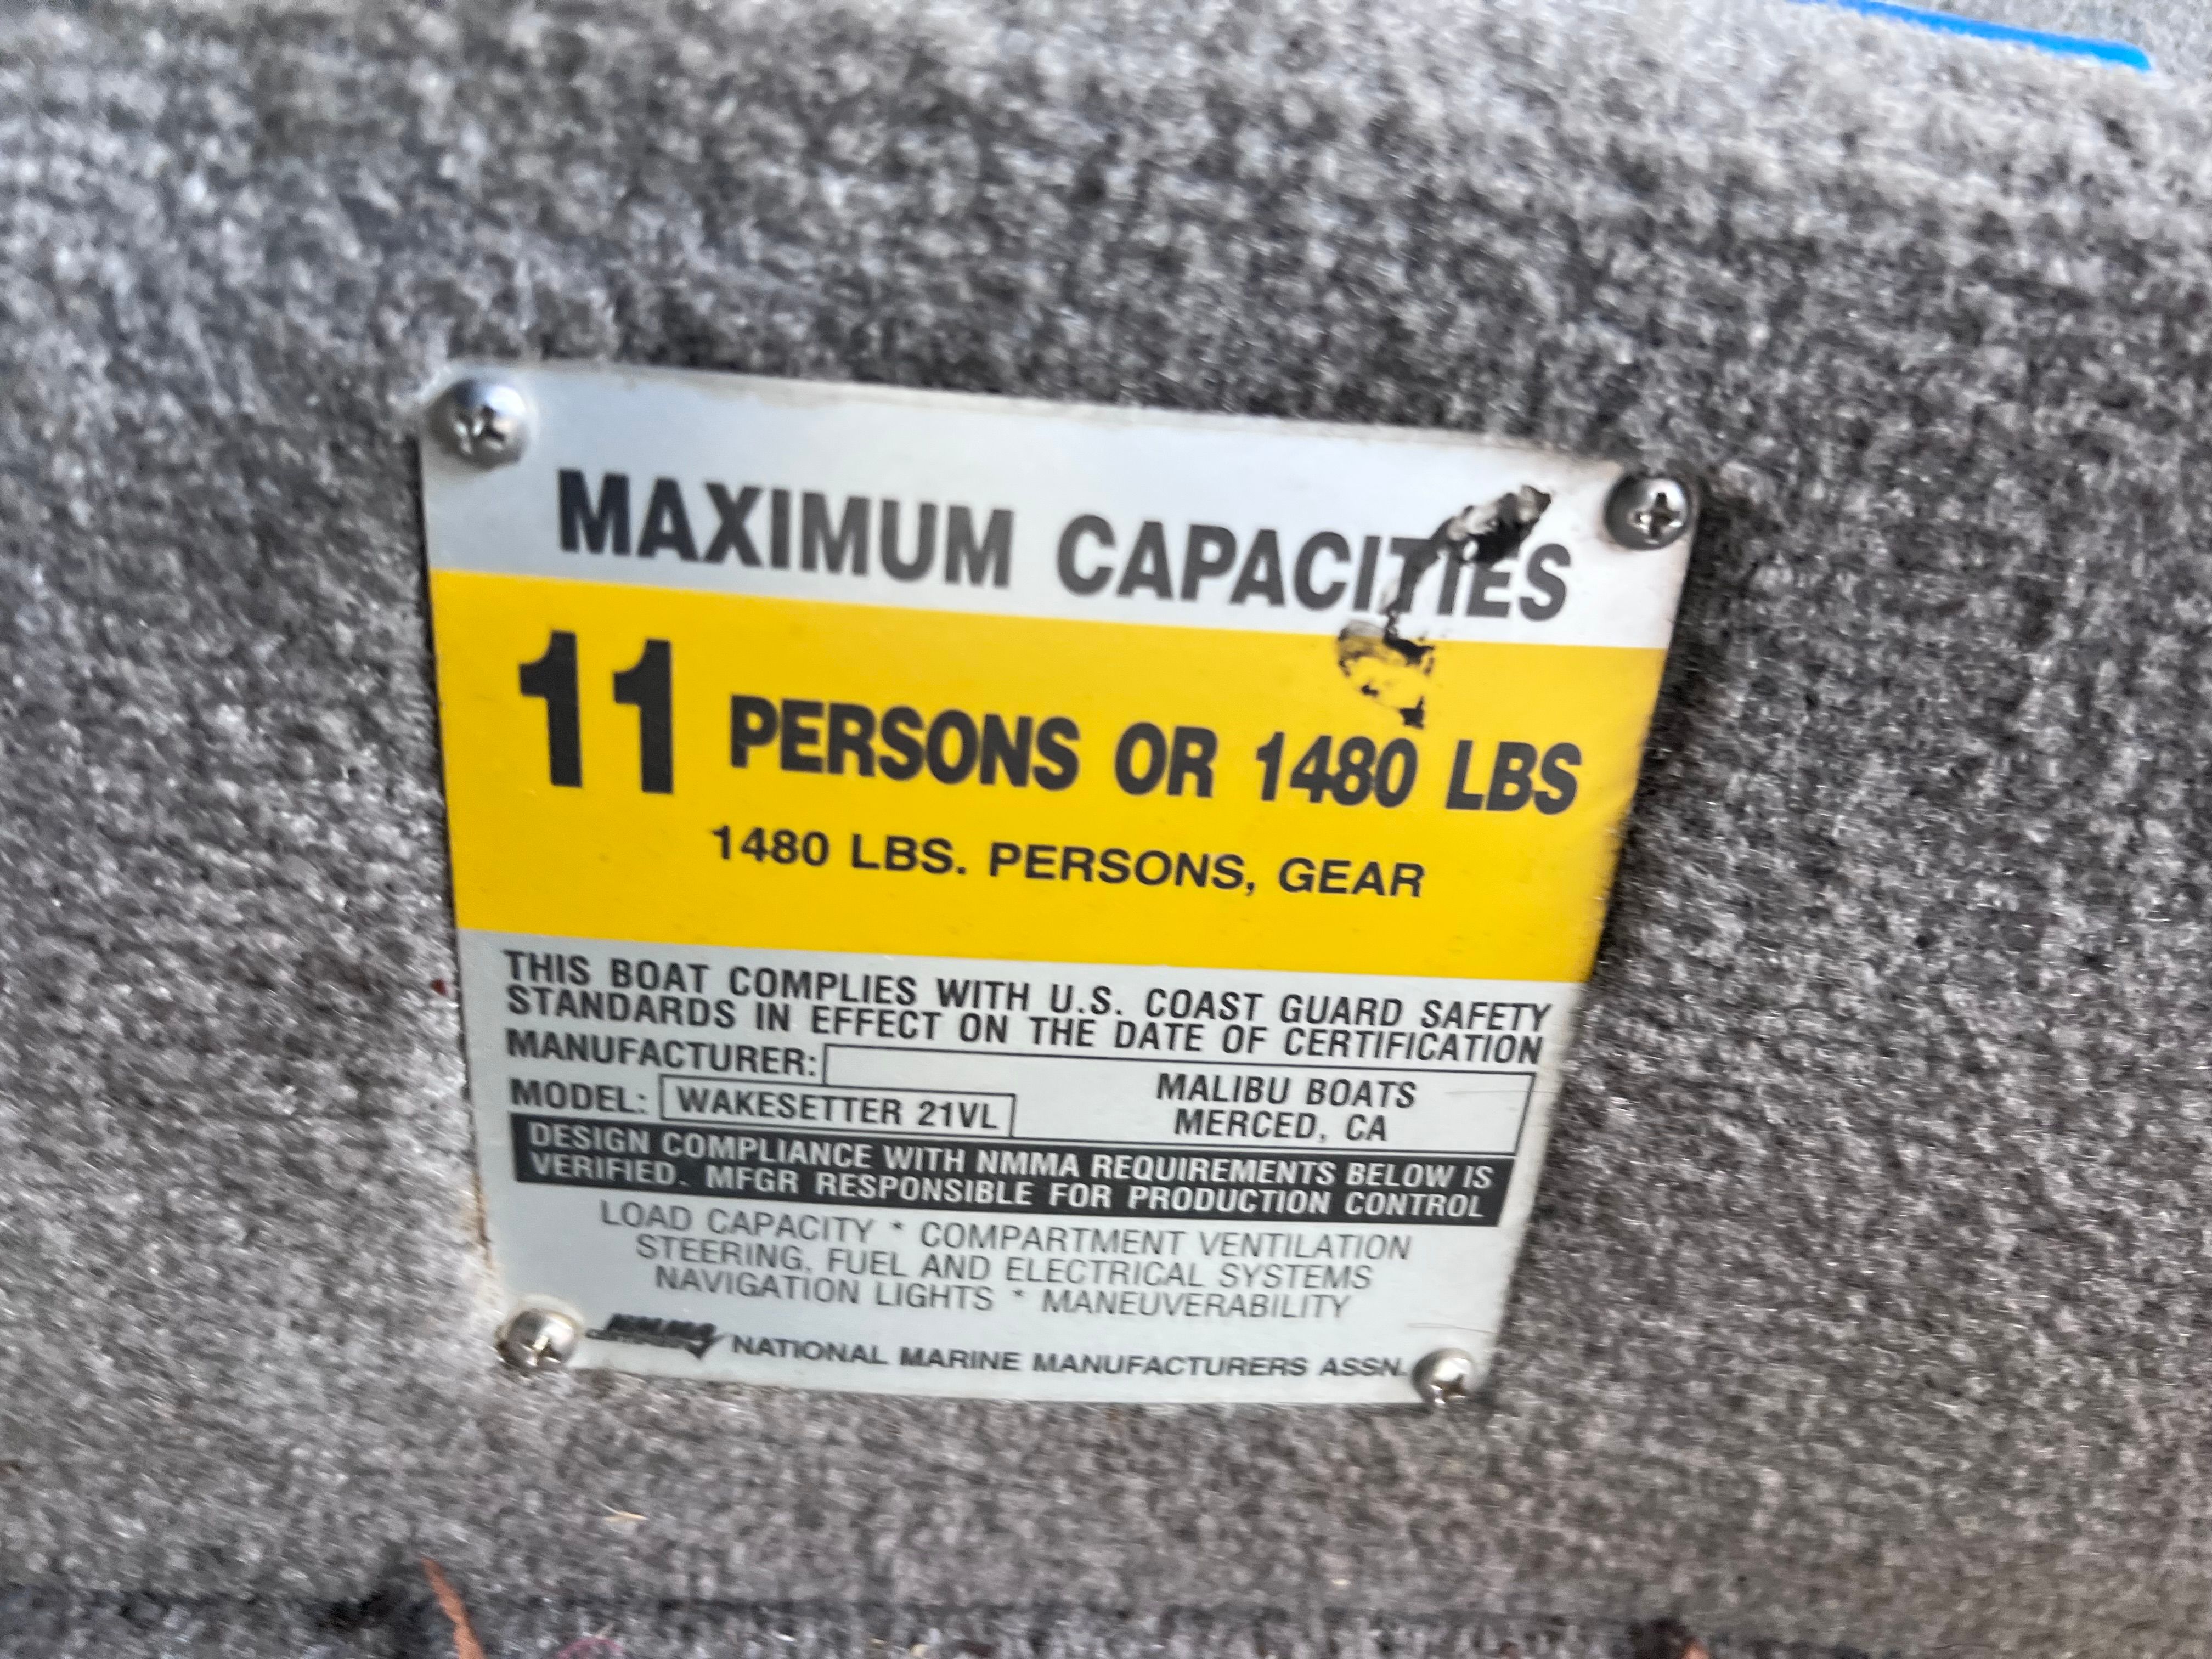 MAXIMUM CAPACITIES
11 PERSONS OR 1480 LBS
1480 LBS. PERSONS, GEAR
THIS BOAT COMPLIES WITH U.S. COAST GUARD SAFETY
STANDARDS IN EFFECT ON THE DATE OF CERTIFICATION
MANUFACTURER:
MALIBU BOATS
MERCED, CA
MODEL: WAKESETTER 21VL
DESIGN COMPLIANCE WITH NMMA REQUIREMENTS BELOW IS
VERIFIED. MFGR RESPONSIBLE FOR PRODUCTION CONTROL
LOAD CAPACITY * COMPARTMENT VENTILATION
STEERING, FUEL AND ELECTRICAL SYSTEMS
NAVIGATION LIGHTS * MANEUVERABILITY
NATIONAL MARINE MANUFACTURERS ASSN.